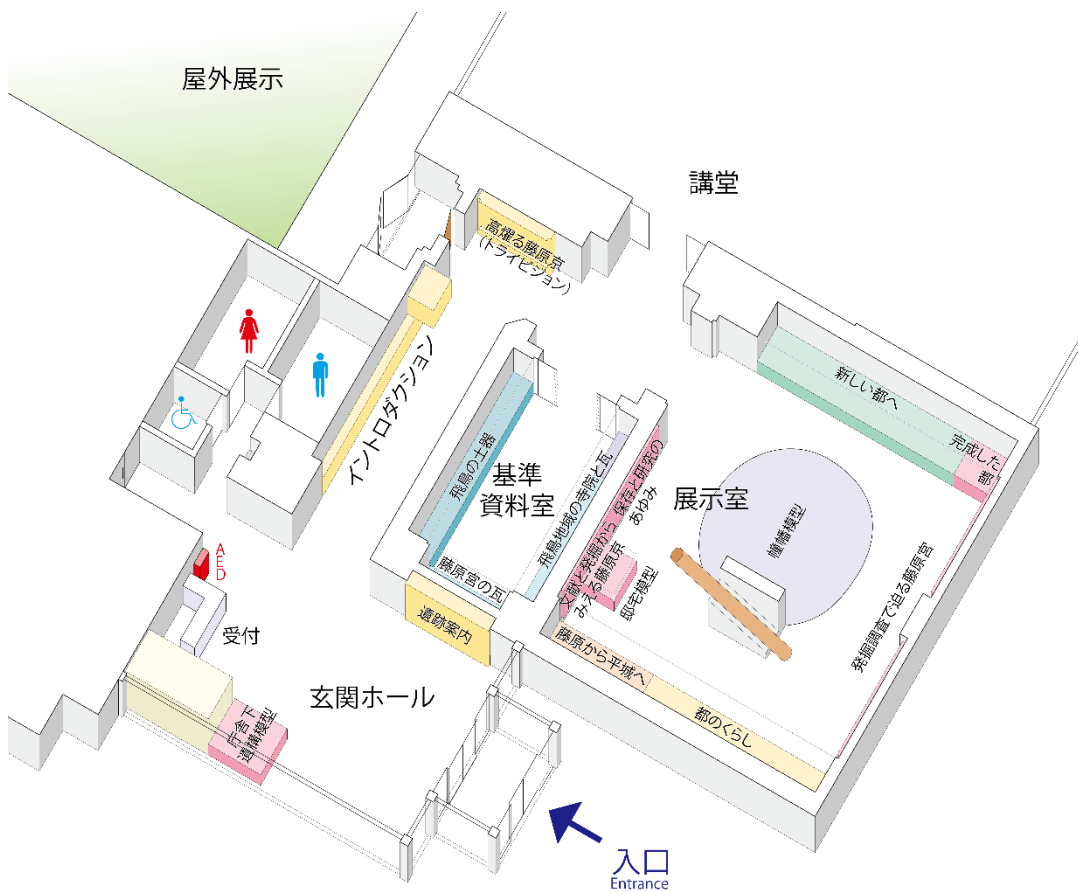 屋外展示
講堂
高燿る藤原京
(トライビジョン)
イントロダクション
新しい都へ
完成した
都
飛鳥の土器
基準
資料室
飛鳥地域の寺院と瓦
保存と研究の
あゆみ
展示室
幢幡模型
文献と発掘から
みえる藤原京
邸宅模型
藤原宮の瓦
遺跡案内
発掘調査で迫る藤原宮
AED
受付
藤原から平城へ
都のくらし
玄関ホール
庁舎下
遺構模型
入口
Entrance